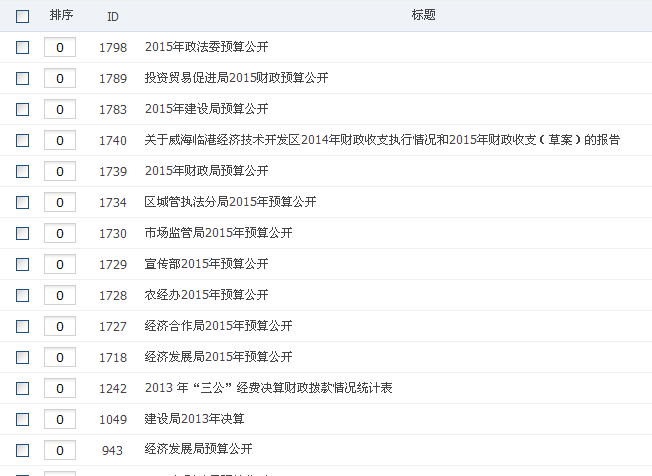 排序 ID 标题
0 1798 2015年政法委预算公开
0 1789 投资贸易促进局2015财政预算公开
0 1783 2015年建设局预算公开
0 1740 关于威海临港经济技术开发区2014年财政收支执行情况和2015年财政收支（草案）的报告
0 1739 2015年财政局预算公开
0 1734 区城管执法分局2015年预算公开
0 1730 市场监管局2015年预算公开
0 1729 宣传部2015年预算公开
0 1728 农经办2015年预算公开
0 1727 经济合作局2015年预算公开
0 1718 经济发展局2015年预算公开
0 1242 2013 年“三公”经费决算财政拨款情况统计表
0 1049 建设局2013年决算
0 943 经济发展局预算公开